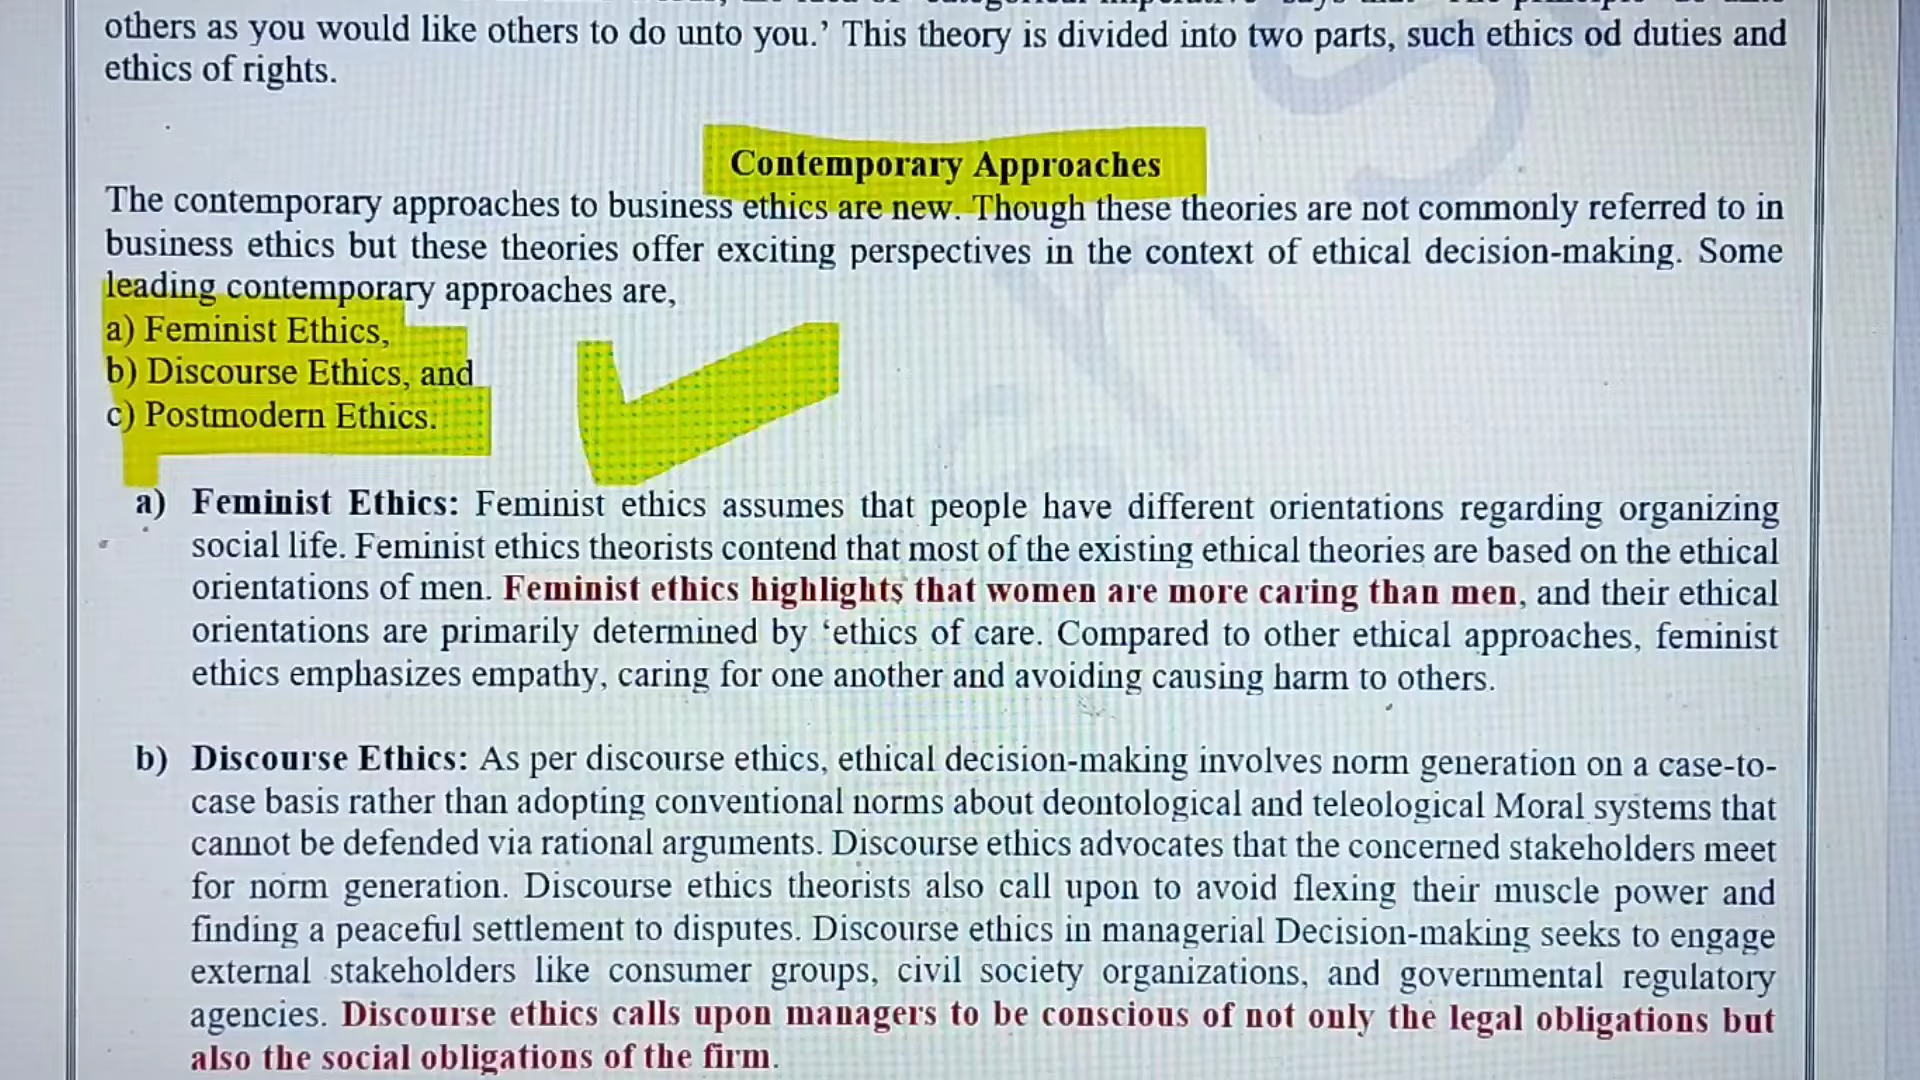 others as you would like others to do unto you.’ This theory is divided into two parts, such ethics od duties and
ethics of rights.
Contemporary Approaches
The contemporary approaches to business ethics are new. Though these theories are not commonly referred to in
business ethics but these theories offer exciting perspectives in the context of ethical decision-making. Some
leading contemporary approaches are,
a) Feminist Ethics,
b) Discourse Ethics, and
c) Postmodern Ethics.
a) Feminist Ethics: Feminist ethics assumes that people have different orientations regarding organizing
social life. Feminist ethics theorists contend that most of the existing ethical theories are based on the ethical
orientations of men. Feminist ethics highlights that women are more caring than men, and their ethical
orientations are primarily determined by ‘ethics of care. Compared to other ethical approaches, feminist
ethics emphasizes empathy, caring for one another and avoiding causing harm to others.
b) Discourse Ethics: As per discourse ethics, ethical decision-making involves norm generation on a case-to-
case basis rather than adopting conventional norms about deontological and teleological Moral systems that
cannot be defended via rational arguments. Discourse ethics advocates that the concerned stakeholders meet
for norm generation. Discourse ethics theorists also call upon to avoid flexing their muscle power and
finding a peaceful settlement to disputes. Discourse ethics in managerial Decision-making seeks to engage
external stakeholders like consumer groups, civil society organizations, and governmental regulatory
agencies. Discourse ethics calls upon managers to be conscious of not only the legal obligations but
also the social obligations of the firm.